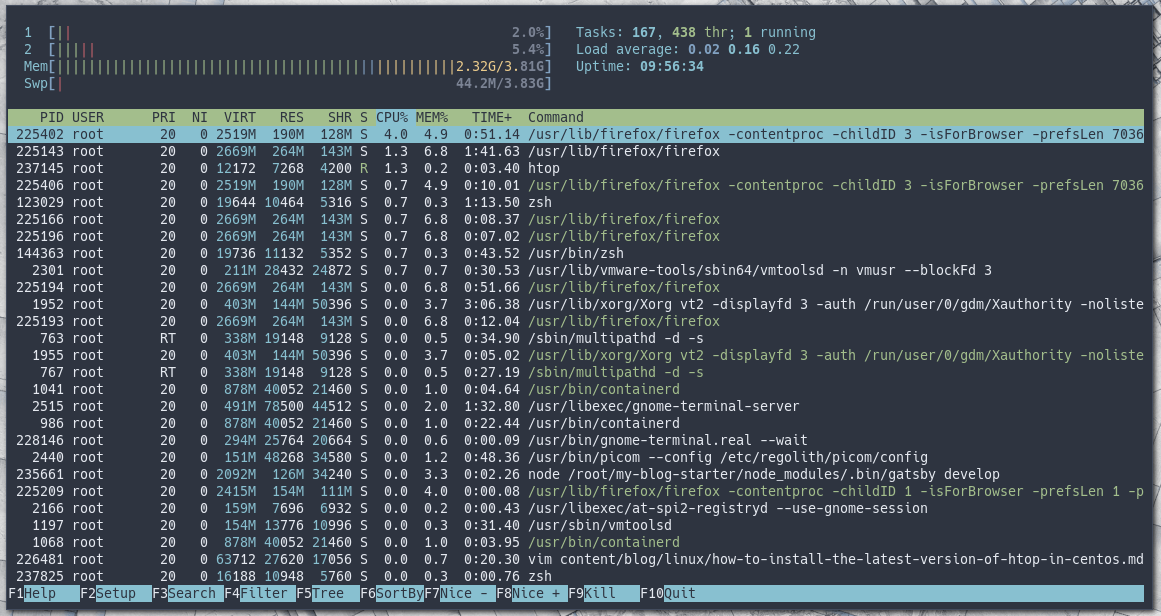 1 [|| 2.0%] Tasks: 167, 438 thr; 1 running
2 [||||| 5.4%] Load average: 0.02 0.16 0.22
Mem[||||||||||||||||||||||||||||||||||||||||||||||||||2.32G/3.81G] Uptime: 09:56:34
Swp[| 44.2M/3.83G]
PID USER PRI NI VIRT RES SHR S CPU% MEM% TIME+ Command
225402 root 20 0 2519M 190M 128M S 4.0 4.9 0:51.14 /usr/lib/firefox/firefox -contentproc -childID 3 -isForBrowser -prefsLen 7036
225143 root 20 0 2669M 264M 143M S 1.3 6.8 1:41.63 /usr/lib/firefox/firefox
237145 root 20 0 12172 7268 4200 R 1.3 0.2 0:03.40 htop
225406 root 20 0 2519M 190M 128M S 0.7 4.9 0:10.01 /usr/lib/firefox/firefox -contentproc -childID 3 -isForBrowser -prefsLen 7036
123029 root 20 0 19644 10464 5316 S 0.7 0.3 1:13.50 zsh
225166 root 20 0 2669M 264M 143M S 0.7 6.8 0:08.37 /usr/lib/firefox/firefox
225196 root 20 0 2669M 264M 143M S 0.7 6.8 0:07.02 /usr/lib/firefox/firefox
144363 root 20 0 19736 11132 5352 S 0.7 0.3 0:43.52 /usr/bin/zsh
2301 root 20 0 211M 28432 24872 S 0.7 0.7 0:30.53 /usr/lib/vmware-tools/sbin64/vmtoolsd -n vmusr --blockFd 3
225194 root 20 0 2669M 264M 143M S 0.0 6.8 0:51.66 /usr/lib/firefox/firefox
1952 root 20 0 403M 144M 50396 S 0.0 3.7 3:06.38 /usr/lib/xorg/Xorg vt2 -displayfd 3 -auth /run/user/0/gdm/Xauthority -noliste
225193 root 20 0 2669M 264M 143M S 0.0 6.8 0:12.04 /usr/lib/firefox/firefox
763 root RT 0 338M 19148 9128 S 0.0 0.5 0:34.90 /sbin/multipathd -d -s
1955 root 20 0 403M 144M 50396 S 0.0 3.7 0:05.02 /usr/lib/xorg/Xorg vt2 -displayfd 3 -auth /run/user/0/gdm/Xauthority -noliste
767 root RT 0 338M 19148 9128 S 0.0 0.5 0:27.19 /sbin/multipathd -d -s
1041 root 20 0 878M 40052 21460 S 0.0 1.0 0:04.64 /usr/bin/containerd
2515 root 20 0 491M 78500 44512 S 0.0 2.0 1:32.80 /usr/libexec/gnome-terminal-server
986 root 20 0 878M 40052 21460 S 0.0 1.0 0:22.44 /usr/bin/containerd
228146 root 20 0 294M 25764 20664 S 0.0 0.6 0:00.09 /usr/bin/gnome-terminal.real --wait
2440 root 20 0 151M 48268 34580 S 0.0 1.2 0:48.36 /usr/bin/picom --config /etc/regolith/picom/config
235661 root 20 0 2092M 126M 34240 S 0.0 3.3 0:02.26 node /root/my-blog-starter/node_modules/.bin/gatsby develop
225209 root 20 0 2415M 154M 111M S 0.0 4.0 0:00.08 /usr/lib/firefox/firefox -contentproc -childID 1 -isForBrowser -prefsLen 1 -p
2166 root 20 0 159M 7696 6932 S 0.0 0.2 0:00.43 /usr/libexec/at-spi2-registryd --use-gnome-session
1197 root 20 0 154M 13776 10996 S 0.0 0.3 0:31.40 /usr/sbin/vmtoolsd
1068 root 20 0 878M 40052 21460 S 0.0 1.0 0:03.95 /usr/bin/containerd
226481 root 20 0 63712 27620 17056 S 0.0 0.7 0:20.30 vim content/blog/linux/how-to-install-the-latest-version-of-htop-in-centos.md
237825 root 20 0 16188 10948 5760 S 0.0 0.3 0:00.76 zsh
F1Help F2Setup F3Search F4Filter F5Tree F6SortByF7Nice - F8Nice + F9Kill F10Quit